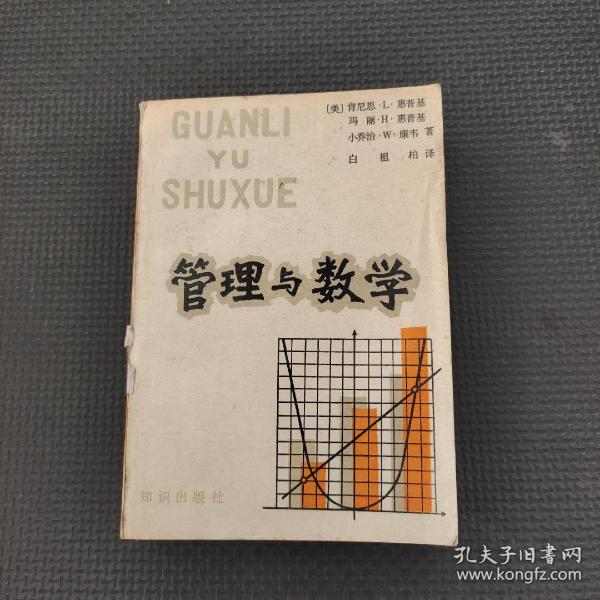 GUANLI
YU
SHUXUE
〔美〕肯尼思·L·惠普基
玛丽·H·惠普基
小乔治·W·康韦 著
白祖柏 译
管理与数学
知识出版社
孔夫子旧书网
www.kongfz.com